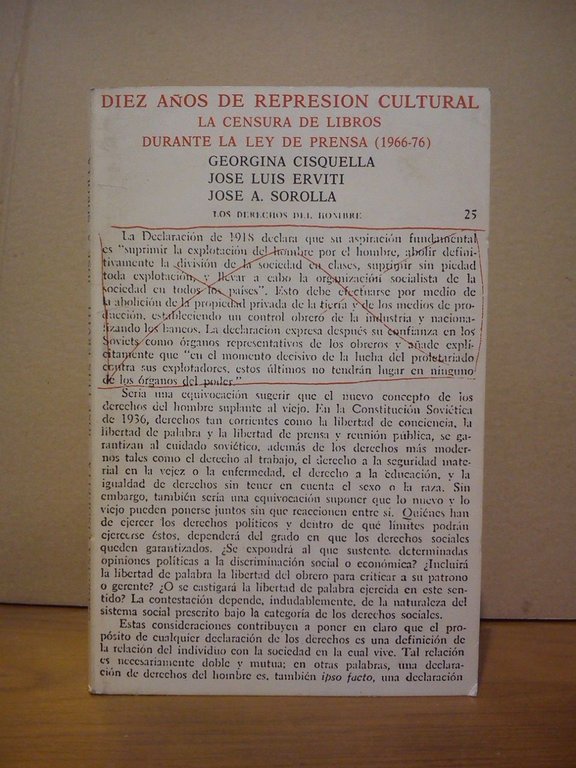 DIEZ AÑOS DE REPRESION CULTURAL
LA CENSURA DE LIBROS
DURANTE LA LEY DE PRENSA (1966-76)
GEORGINA CISQUELLA
JOSE LUIS ERVITI
JOSE A. SOROLLA
LOS DERECHOS DEL HOMBRE 25
La Declaración de 1918 declara que su aspiración fundamental
es "suprimir la explotación del hombre por el hombre, abolir defini-
tivamente la división de la sociedad en clases, suprimir sin piedad
toda explotación, y llevar a cabo la organización socialista de la
sociedad en todos los países". Esto debe efectuarse por medio de
la abolición de la propiedad privada de la tierra y de los medios de pro-
ducción, estableciendo un control obrero de la industria y naciona-
lizando los bancos. La declaración expresa después su confianza en los
Soviets como órganos representativos de los obreros y añade explí-
citamente que "en el momento decisivo de la lucha del proletariado
contra sus explotadores, estos últimos no tendrán lugar en ninguno
de los órganos del poder."
Sería una equivocación sugerir que el nuevo concepto de los
derechos del hombre suplante al viejo. En la Constitución Soviética
de 1936, derechos tan corrientes como la libertad de conciencia, la
libertad de palabra y la libertad de prensa y reunión pública, se ga-
rantizan al cuidado soviético, además de los derechos más moder-
nos tales como el derecho al trabajo, el derecho a la seguridad mate-
rial en la vejez o la enfermedad, el derecho a la educación, y la
igualdad de derechos sin tener en cuenta el sexo o la raza. Sin
embargo, también sería una equivocación suponer que lo nuevo y lo
viejo pueden ponerse juntos sin que reaccionen entre sí. Quiénes han
de ejercer los derechos políticos y dentro de qué límites podrán
ejercerse éstos, dependerá del grado en que los derechos sociales
queden garantizados. ¿Se expondrá al que sustente determinadas
opiniones políticas a la discriminación social o económica? ¿Incluirá
la libertad de palabra la libertad del obrero para criticar a su patrono
o gerente? ¿O se castigará la libertad de palabra ejercida en este sen-
tido? La contestación depende, indudablemente, de la naturaleza del
sistema social prescrito bajo la categoría de los derechos sociales.
Estas consideraciones contribuyen a poner en claro que el pro-
pósito de cualquier declaración de los derechos es una definición de
la relación del individuo con la sociedad en la cual vive. Tal relación
es necesariamente doble y mutua; en otras palabras, una declara-
ción de derechos del hombre es, también ipso facto, una declaración